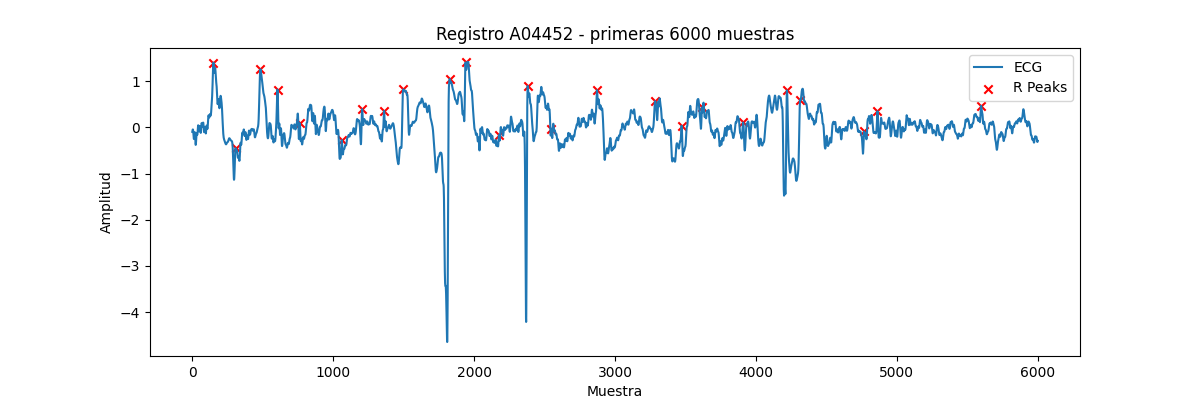 Registro A04452 - primeras 6000 muestras
ECG
R Peaks
1
0
−1
−2
−3
−4
Amplitud
0 1000 2000 3000 4000 5000 6000
Muestra